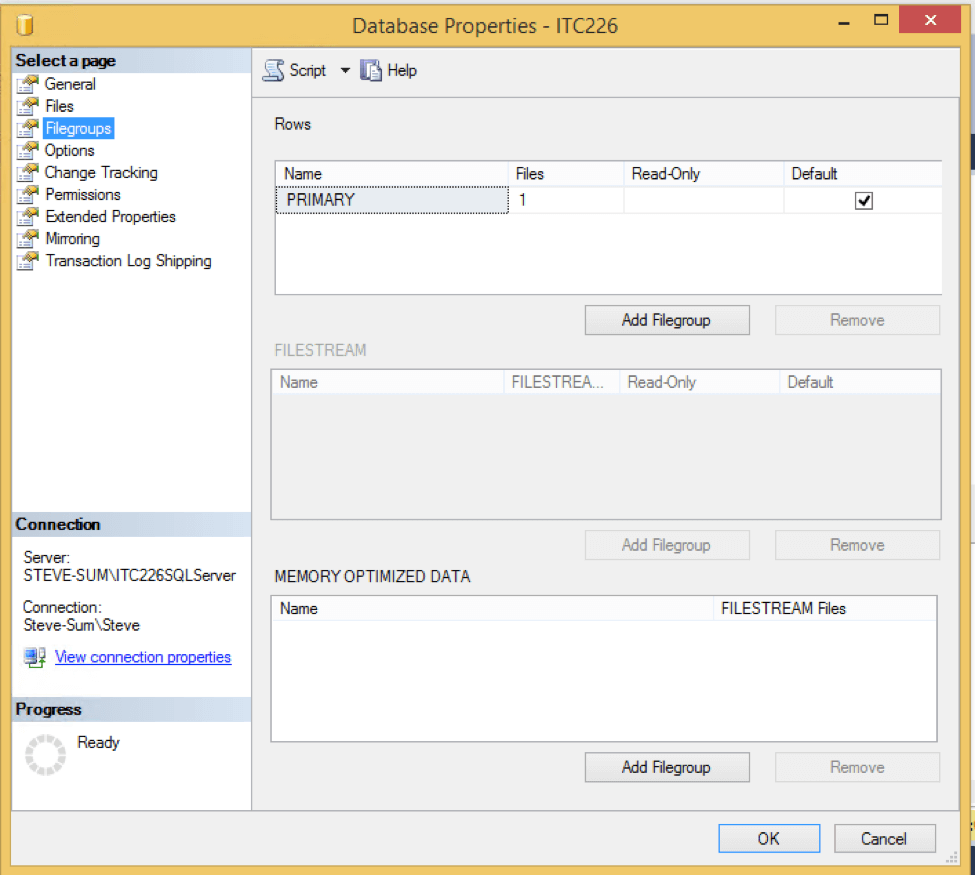 Database Properties - ITC226
Select a page
General
Files
Filegroups
Options
Change Tracking
Permissions
Extended Properties
Mirroring
Transaction Log Shipping
Connection
Server:
STEVE-SUM\ITC226SQLServer
Connection:
Steve-Sum\Steve
View connection properties
Progress
Ready
Script Help
Rows
Name Files Read-Only Default
PRIMARY 1
Add Filegroup Remove
FILESTREAM
Name FILESTREA... Read-Only Default
Add Filegroup Remove
MEMORY OPTIMIZED DATA
Name FILESTREAM Files
Add Filegroup Remove
OK Cancel